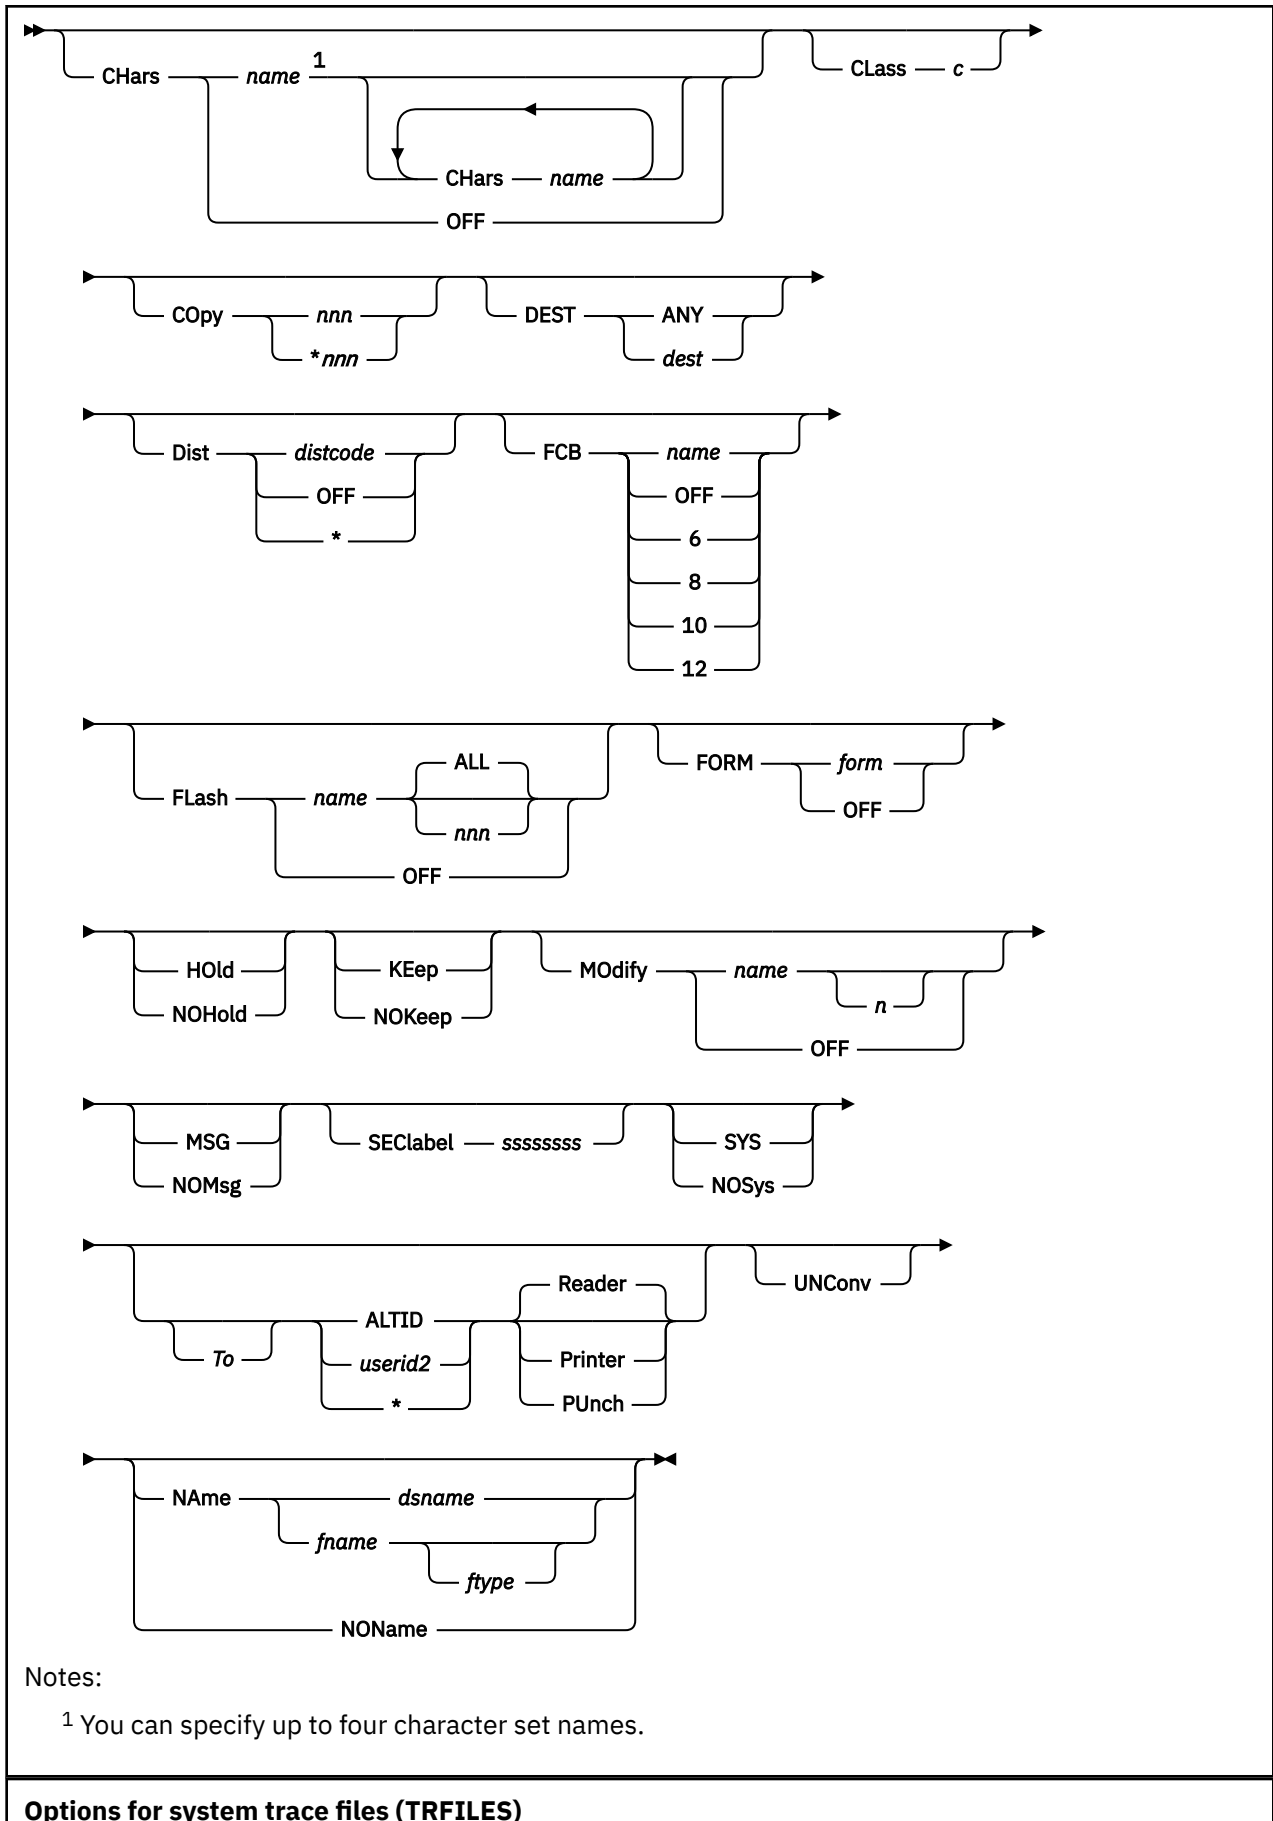 1
CHars name CLass c
CHars name
OFF
COpy nnn DEST ANY
*nnn dest
Dist distcode FCB name
OFF OFF
* 6
8
10
12
ALL FORM form
FLash name OFF
nnn
OFF
HOld KEep MOdify name
NOHold NOKeep n
OFF
MSG SEClabel ssssssss SYS
NOMsg NOSys
Reader UNConv
ALTID
To userid2 Printer
* PUnch
NAme dsname
fname
ftype
NOName
Notes:
1 You can specify up to four character set names.
Options for system trace files (TRFILES)